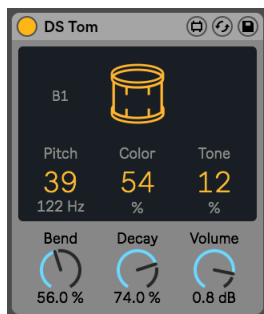 DS Tom
B1
Pitch Color Tone
39 54 12
122 Hz % %
Bend Decay Volume
56.0 % 74.0 % 0.8 dB